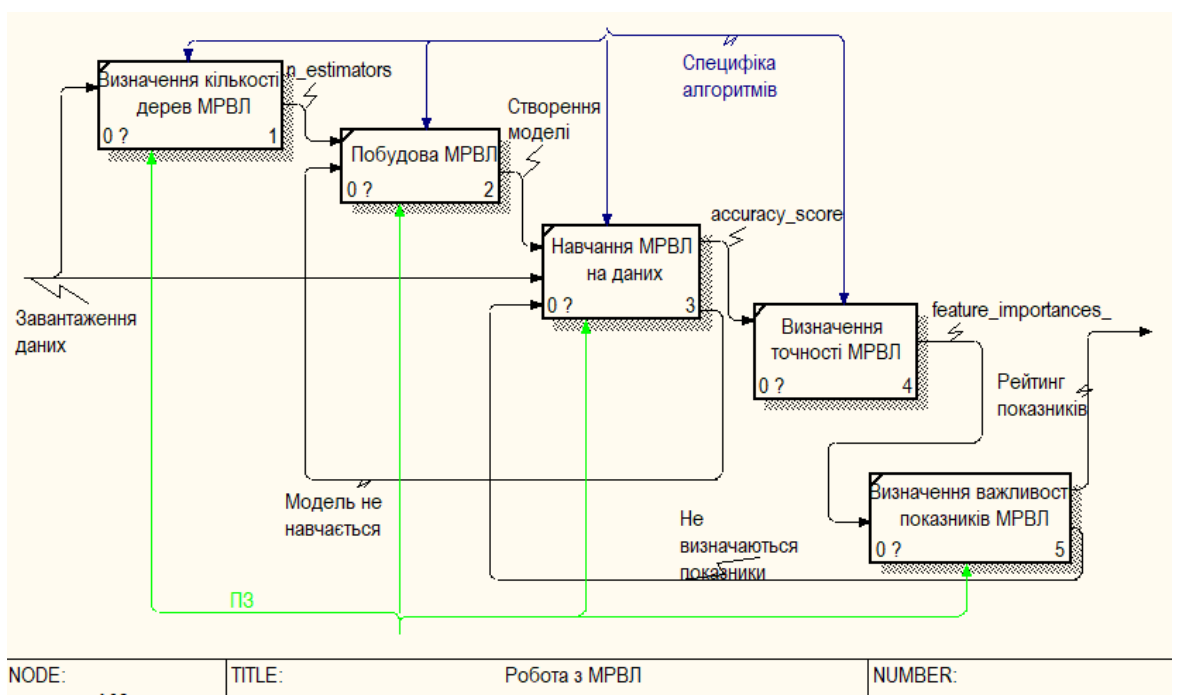 n_estimators
Визначення кількості
дерев МРВЛ
0 ?
1
Специфіка
алгоритмів
Створення
моделі
Побудова МРВЛ
0 ?
2
accuracy_score
Навчання МРВЛ
на даних
0 ?
3
Завантаження
даних
feature_importances_
Визначення
точності МРВЛ
0 ?
4
Рейтинг
показників
Модель не
навчається
Визначення важливост
показників МРВЛ
0 ?
5
Не
визначаються
показники
ПЗ
NODE:
TITLE:
Робота з МРВЛ
NUMBER: